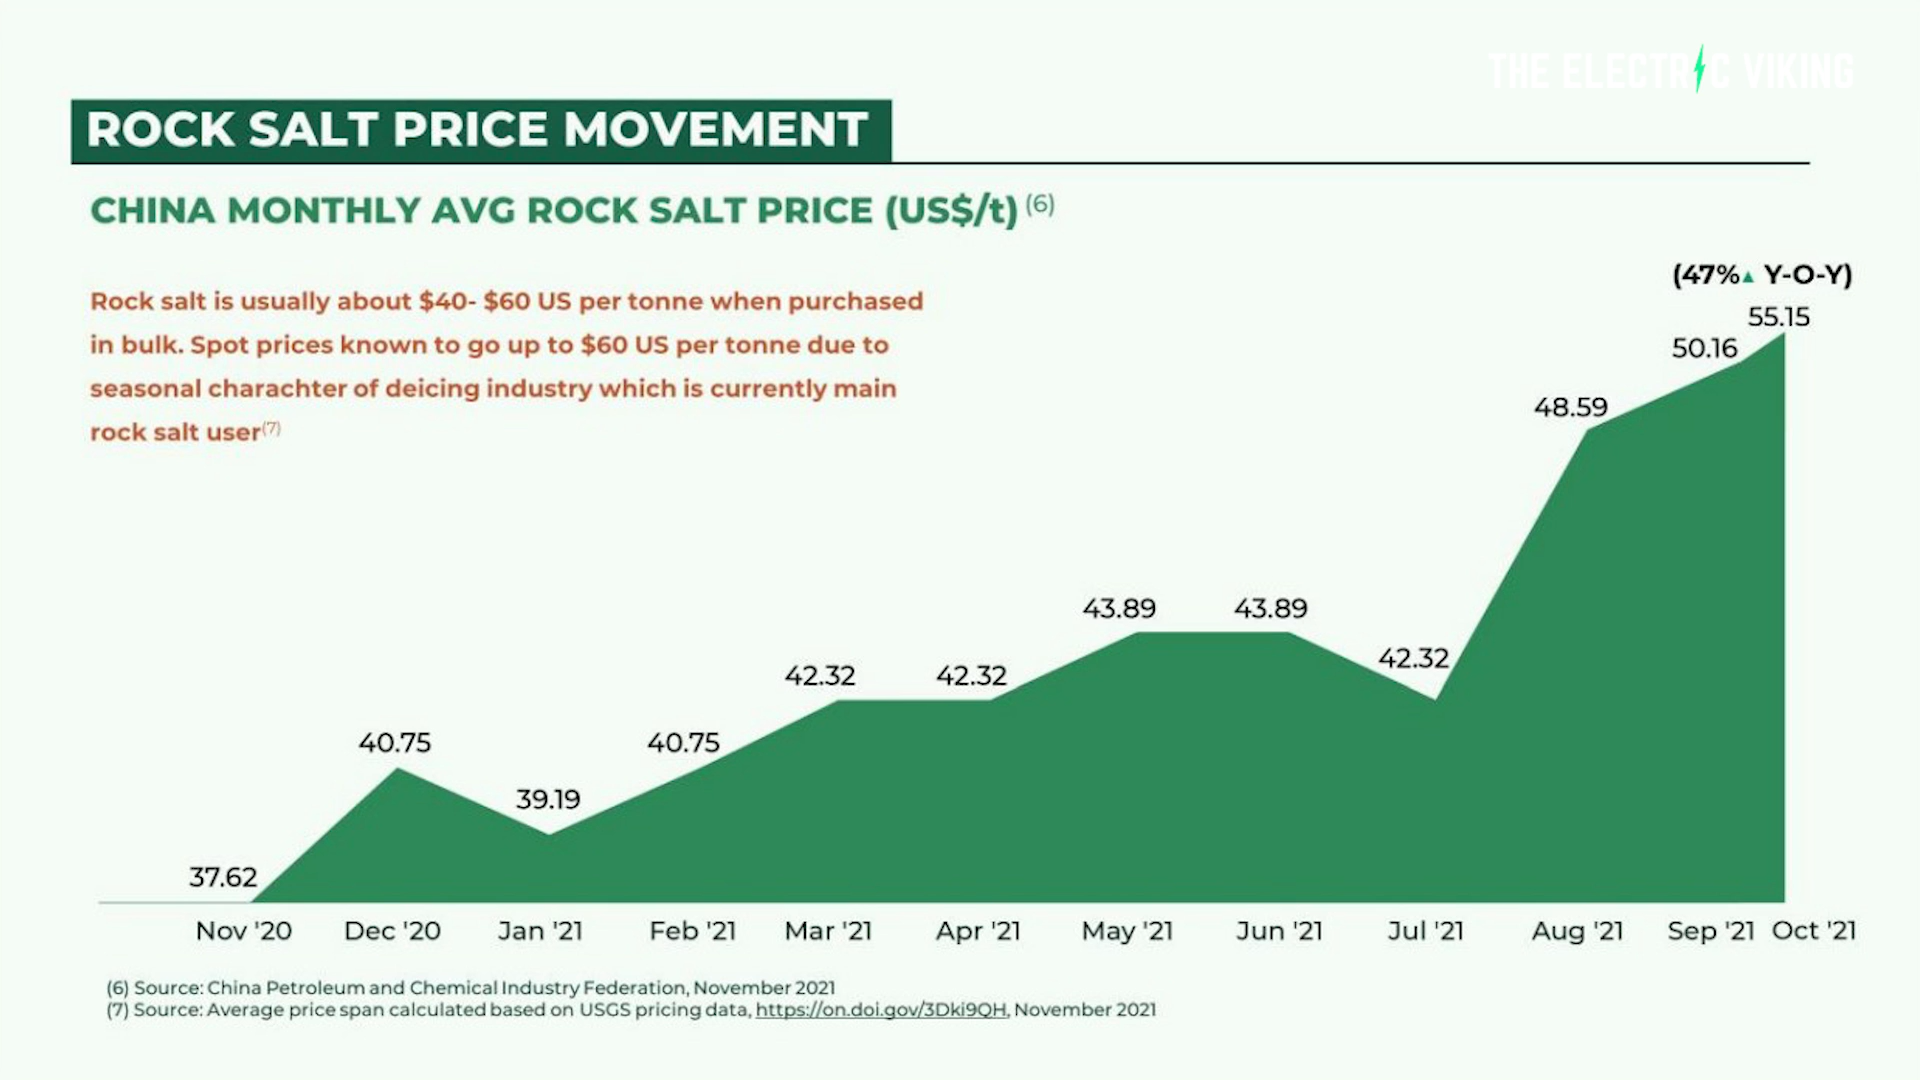 THE ELECTRIC VIKING
ROCK SALT PRICE MOVEMENT
CHINA MONTHLY AVG ROCK SALT PRICE (US$/t) (6)
Rock salt is usually about $40- $60 US per tonne when purchased
in bulk. Spot prices known to go up to $60 US per tonne due to
seasonal charachter of deicing industry which is currently main
rock salt user(7)
(47%▲ Y-O-Y)
55.15
50.16
48.59
43.89 43.89
42.32
42.32 42.32
40.75 40.75
39.19
37.62
Nov '20 Dec '20 Jan '21 Feb '21 Mar '21 Apr '21 May '21 Jun '21 Jul '21 Aug '21 Sep '21 Oct '21
(6) Source: China Petroleum and Chemical Industry Federation, November 2021
(7) Source: Average price span calculated based on USGS pricing data, https://on.doi.gov/3Dki9QH, November 2021